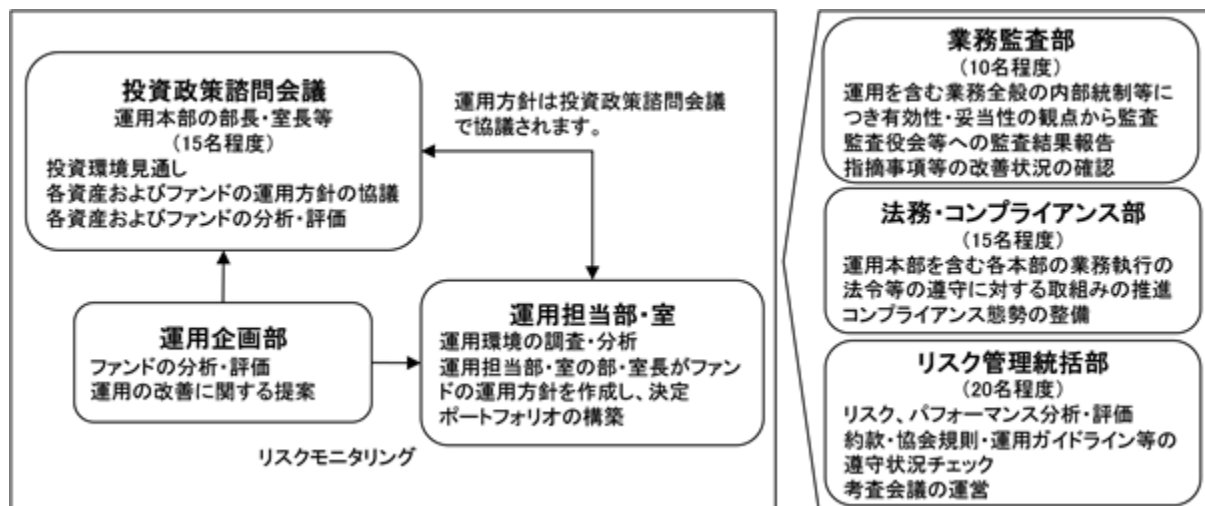 投資政策諮問会議
運用本部の部長・室長等
(15名程度)
投資環境見通し
各資産およびファンドの運用方針の協議
各資産およびファンドの分析・評価
運用方針は投資政策諮問会議
で協議されます。
運用企画部
ファンドの分析・評価
運用の改善に関する提案
運用担当部・室
運用環境の調査・分析
運用担当部・室の部・室長がファン
ドの運用方針を作成し、決定
ポートフォリオの構築
リスクモニタリング
業務監査部
(10名程度)
運用を含む業務全般の内部統制等に
つき有効性・妥当性の観点から監査
監査役会等への監査結果報告
指摘事項等の改善状況の確認
法務・コンプライアンス部
(15名程度)
運用本部を含む各本部の業務執行の
法令等の遵守に対する取組みの推進
コンプライアンス態勢の整備
リスク管理統括部
(20名程度)
リスク、パフォーマンス分析・評価
約款・協会規則・運用ガイドライン等の
遵守状況チェック
考査会議の運営